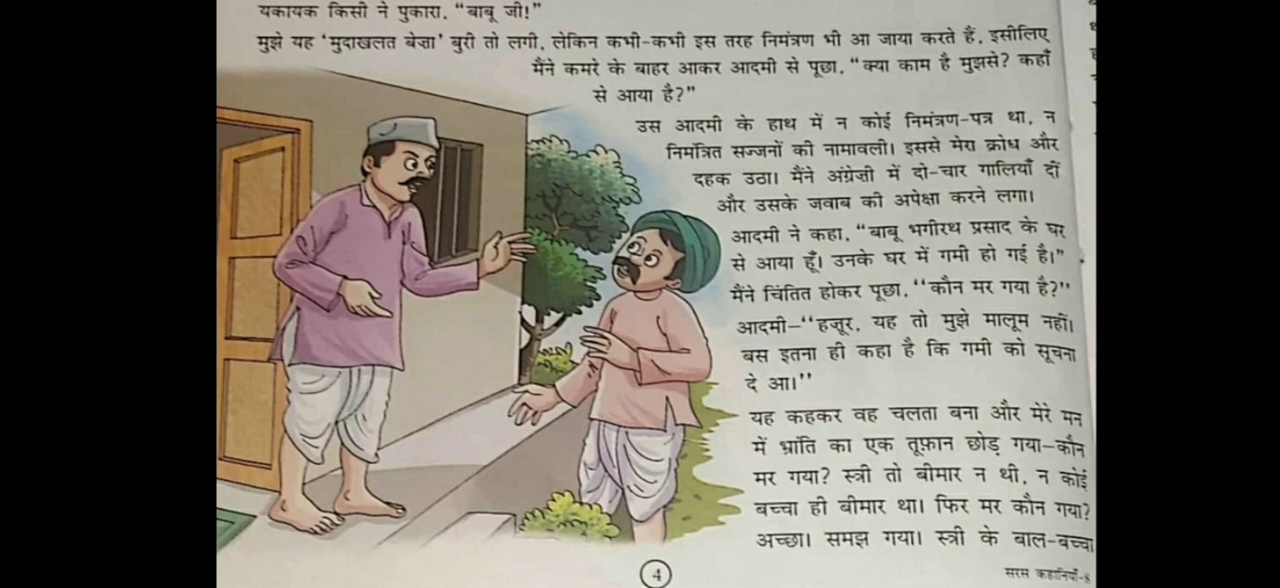 यकायक किसी ने पुकारा, “बाबू जी!”
मुझे यह ‘मुदाखलत बेज़ा’ बुरी तो लगी, लेकिन कभी-कभी इस तरह निमंत्रण भी आ जाया करते हैं, इसीलिए
मैंने कमरे के बाहर आकर आदमी से पूछा, “क्या काम है मुझसे? कहाँ
से आया है?”
उस आदमी के हाथ में न कोई निमंत्रण-पत्र था, न
निमंत्रित सज्जनों की नामावली। इससे मेरा क्रोध और
दहक उठा। मैंने अंग्रेज़ी में दो-चार गालियाँ दीं
और उसके जवाब की अपेक्षा करने लगा।
आदमी ने कहा, “बाबू भगीरथ प्रसाद के घर
से आया हूँ। उनके घर में गमी हो गई है।”
मैंने चिंतित होकर पूछा, ‘‘कौन मर गया है?’’
आदमी–‘‘हज़ूर, यह तो मुझे मालूम नहीं।
बस इतना ही कहा है कि गमी को सूचना
दे आ।’’
यह कहकर वह चलता बना और मेरे मन
में भ्रांति का एक तूफ़ान छोड़ गया–कौन
मर गया? स्त्री तो बीमार न थी, न कोई
बच्चा ही बीमार था। फिर मर कौन गया?
अच्छा। समझ गया। स्त्री के बाल-बच्चा
4
सरस कहानियाँ-8